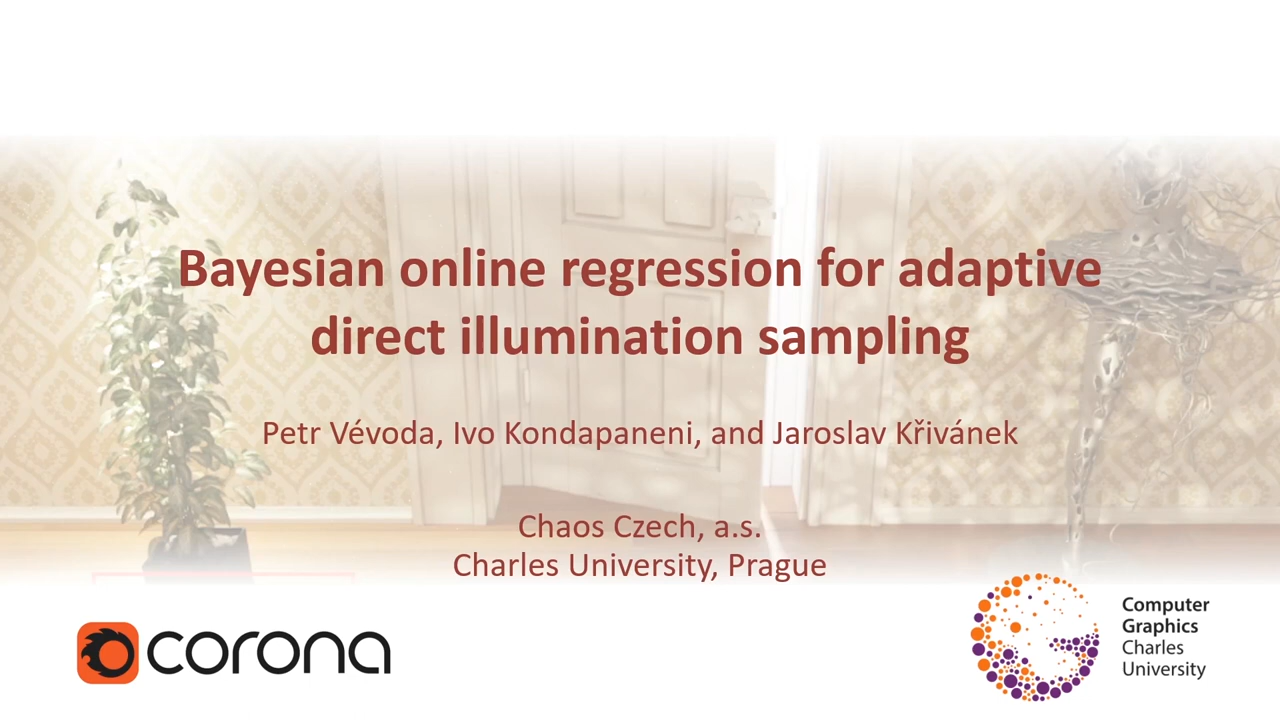 Bayesian online regression for adaptive
direct illumination sampling
Petr Vévoda, Ivo Kondapaneni, and Jaroslav Křivánek
Chaos Czech, a.s.
Charles University, Prague
corona
Computer
Graphics
Charles
University